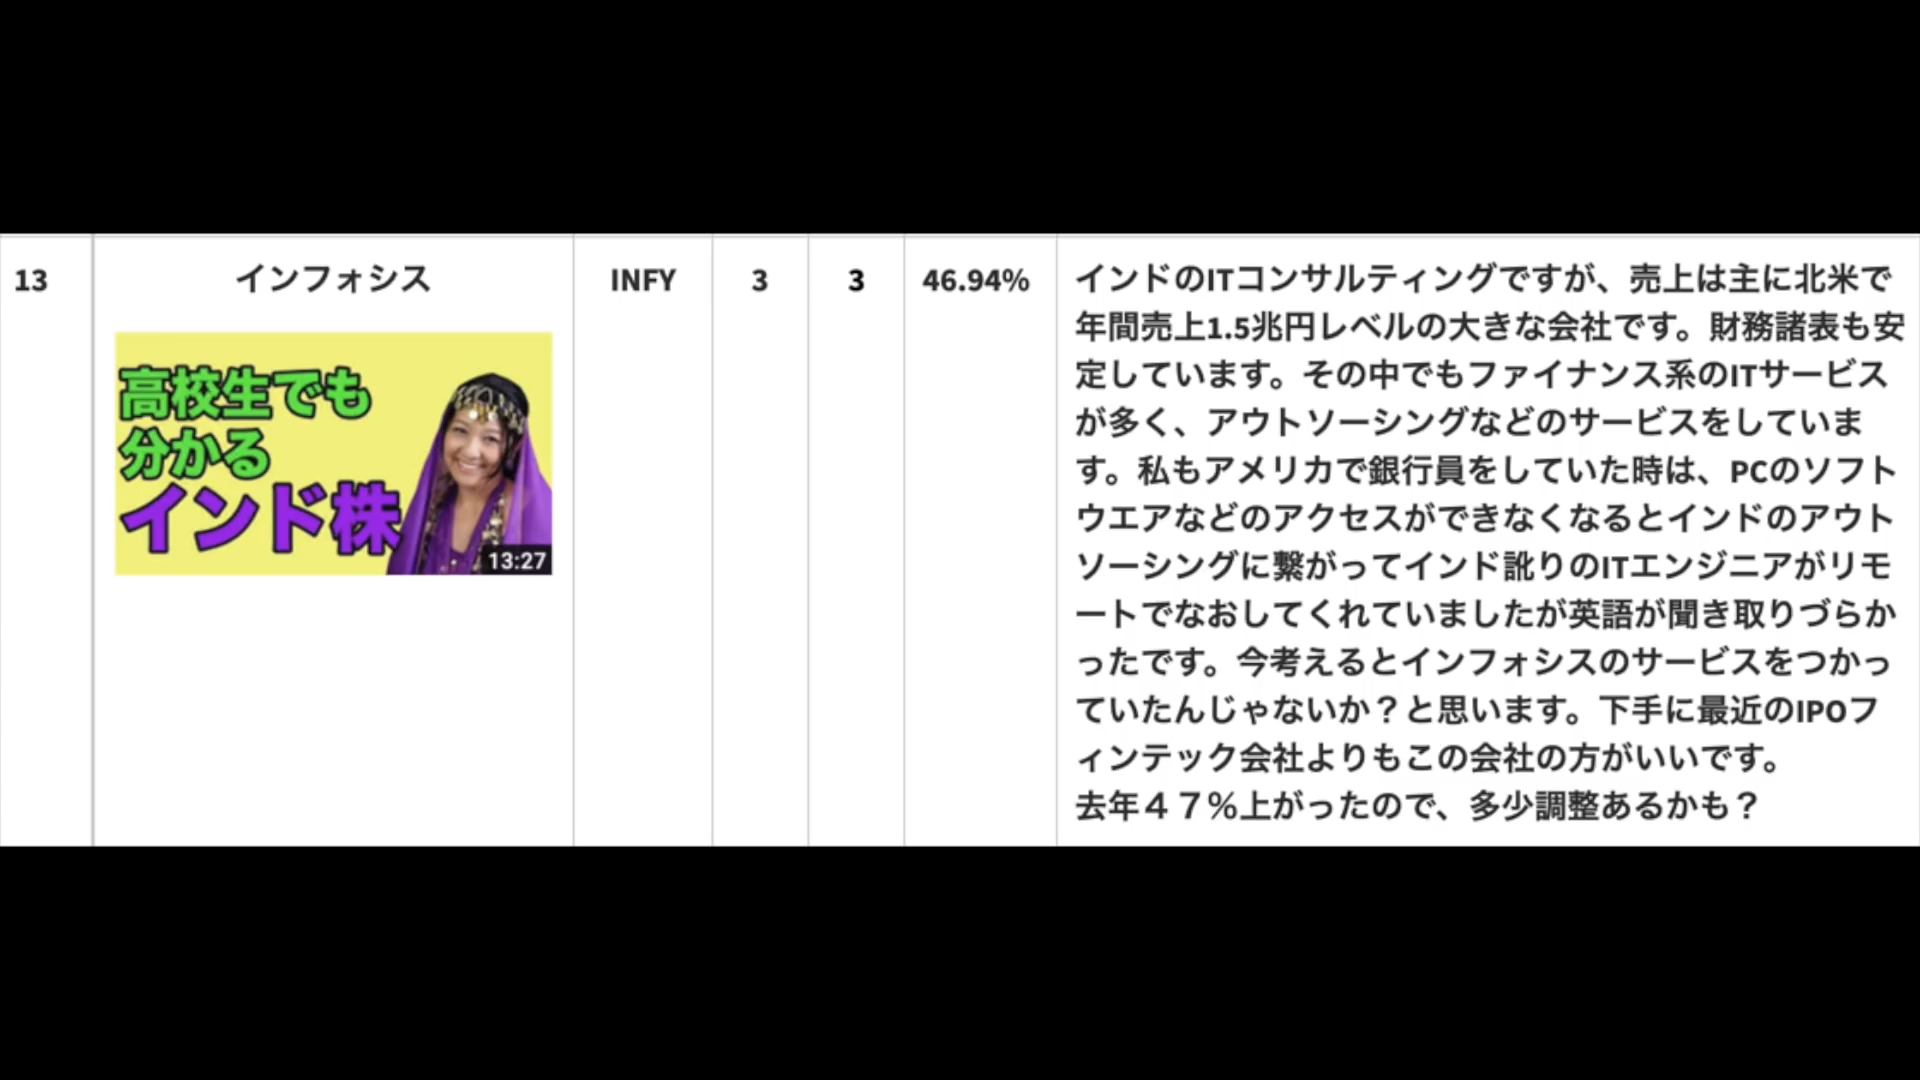 13
インフォシス
高校生でも
分かる
インド株
13:27
INFY
3
3
46.94%
インドのITコンサルティングですが、売上は主に北米で
年間売上1.5兆円レベルの大きな会社です。財務諸表も安
定しています。その中でもファイナンス系のITサービス
が多く、アウトソーシングなどのサービスをしていま
す。私もアメリカで銀行員をしていた時は、PCのソフト
ウエアなどのアクセスができなくなるとインドのアウト
ソーシングに繋がってインド訛りのITエンジニアがリモ
ートでなおしてくれていましたが英語が聞き取りづらか
ったです。今考えるとインフォシスのサービスをつかっ
ていたんじゃないか？と思います。下手に最近のIPOフ
ィンテック会社よりもこの会社の方がいいです。
去年４７％上がったので、多少調整あるかも？